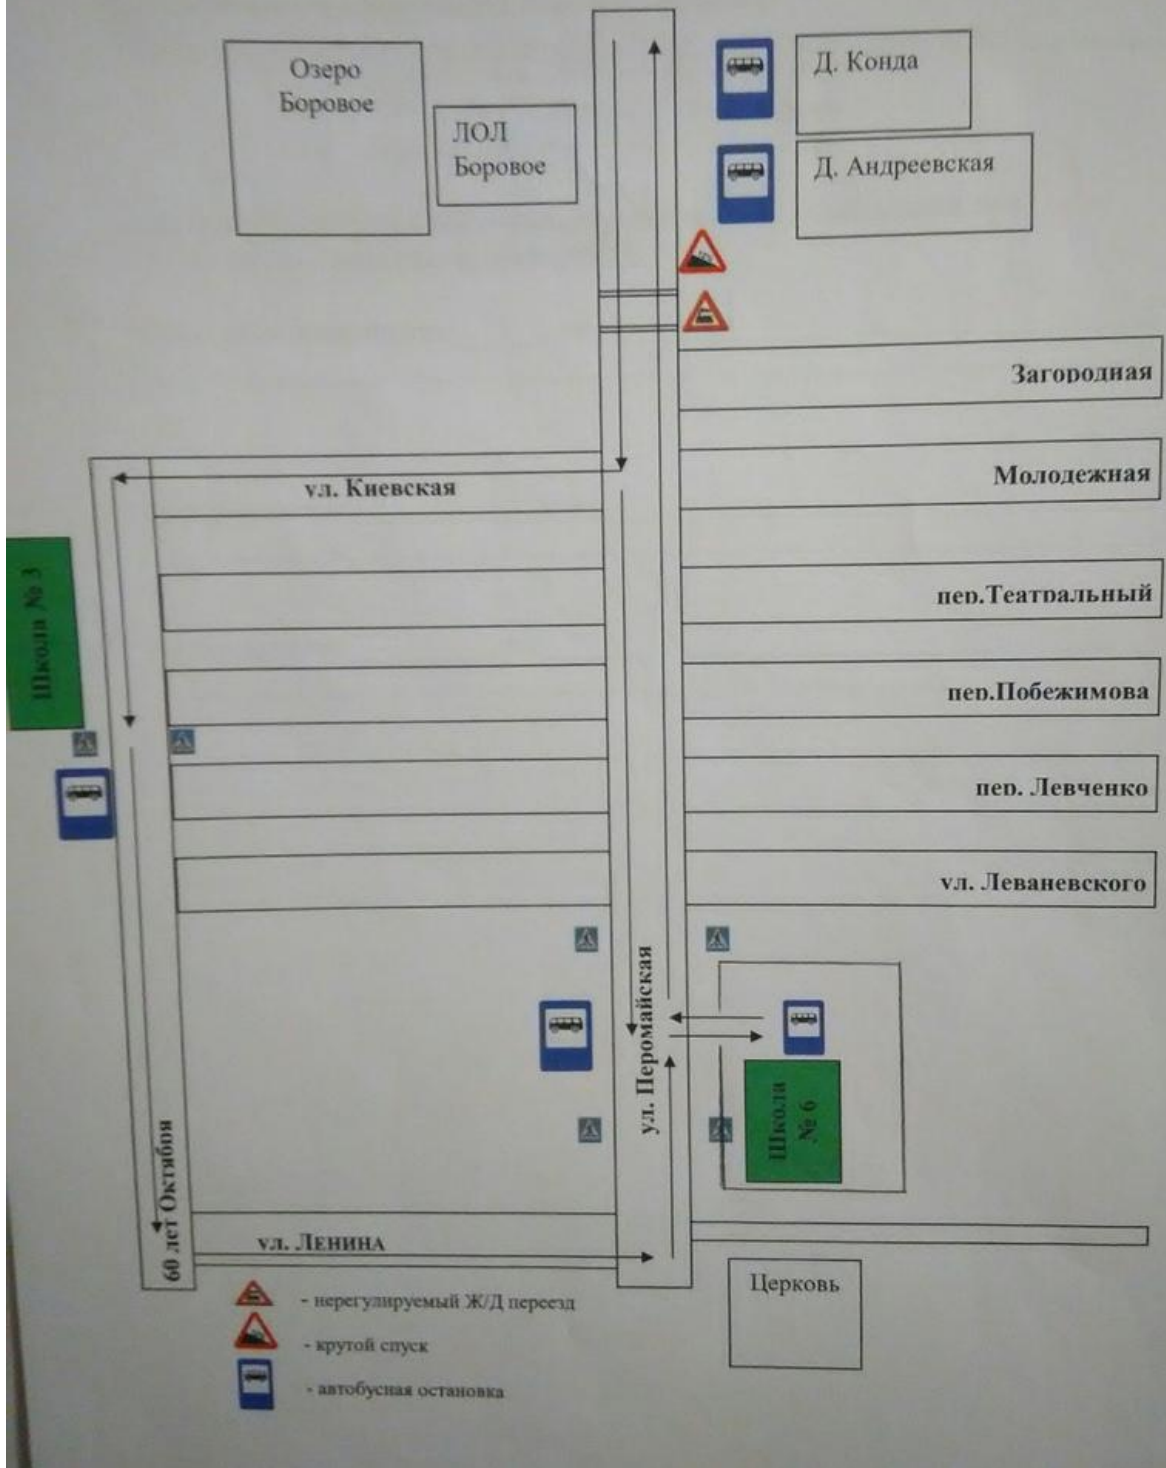 Озеро
Боровое
ЛОЛ
Боровое
Д. Конда
Д. Андреевская
Загородная
Молодежная
ул. Киевская
пер.Театральный
Школа № 3
пер.Побежимова
пер. Левченко
ул. Леваневского
ул. Перомайская
Школа
№ 6
60 лет Октября
ул. ЛЕНИНА
Церковь
- нерегулируемый Ж/Д переезд
- крутой спуск
- автобусная остановка